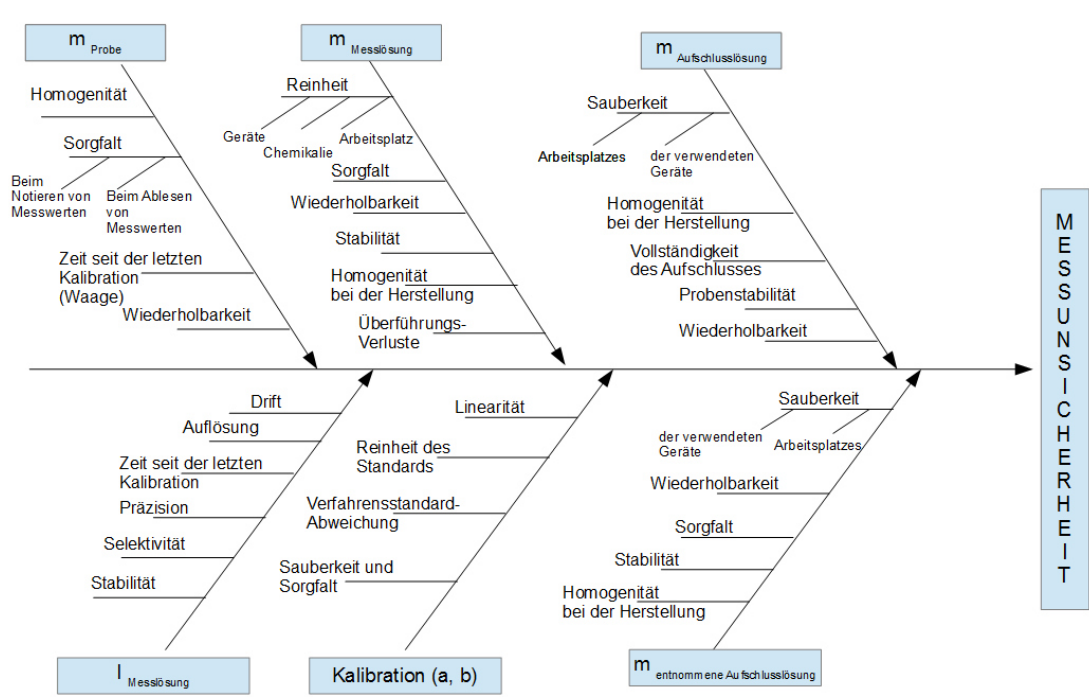 m Probe
Homogenität
Sorgfalt
Beim
Notieren von
Messwerten
Beim Ablesen
von
Messwerten
Zeit seit der letzten
Kalibration
(Waage)
Wiederholbarkeit
m Messlösung
Reinheit
Geräte
Chemikalie
Arbeitsplatz
Sorgfalt
Wiederholbarkeit
Stabilität
Homogenität
bei der Herstellung
Überführungs-
Verluste
m Aufschlusslösung
Sauberkeit
Arbeitsplatzes
der verwendeten
Geräte
Homogenität
bei der Herstellung
Vollständigkeit
des Aufschlusses
Probenstabilität
Wiederholbarkeit
MESSUNSICHERHEIT
Drift
Auflösung
Zeit seit der letzten
Kalibration
Präzision
Selektivität
Stabilität
I Messlösung
Linearität
Reinheit des
Standards
Verfahrensstandard-
Abweichung
Sauberkeit und
Sorgfalt
Kalibration (a, b)
Sauberkeit
der verwendeten
Geräte
Arbeitsplatzes
Wiederholbarkeit
Sorgfalt
Stabilität
Homogenität
bei der Herstellung
m entnommene Aufschlusslösung